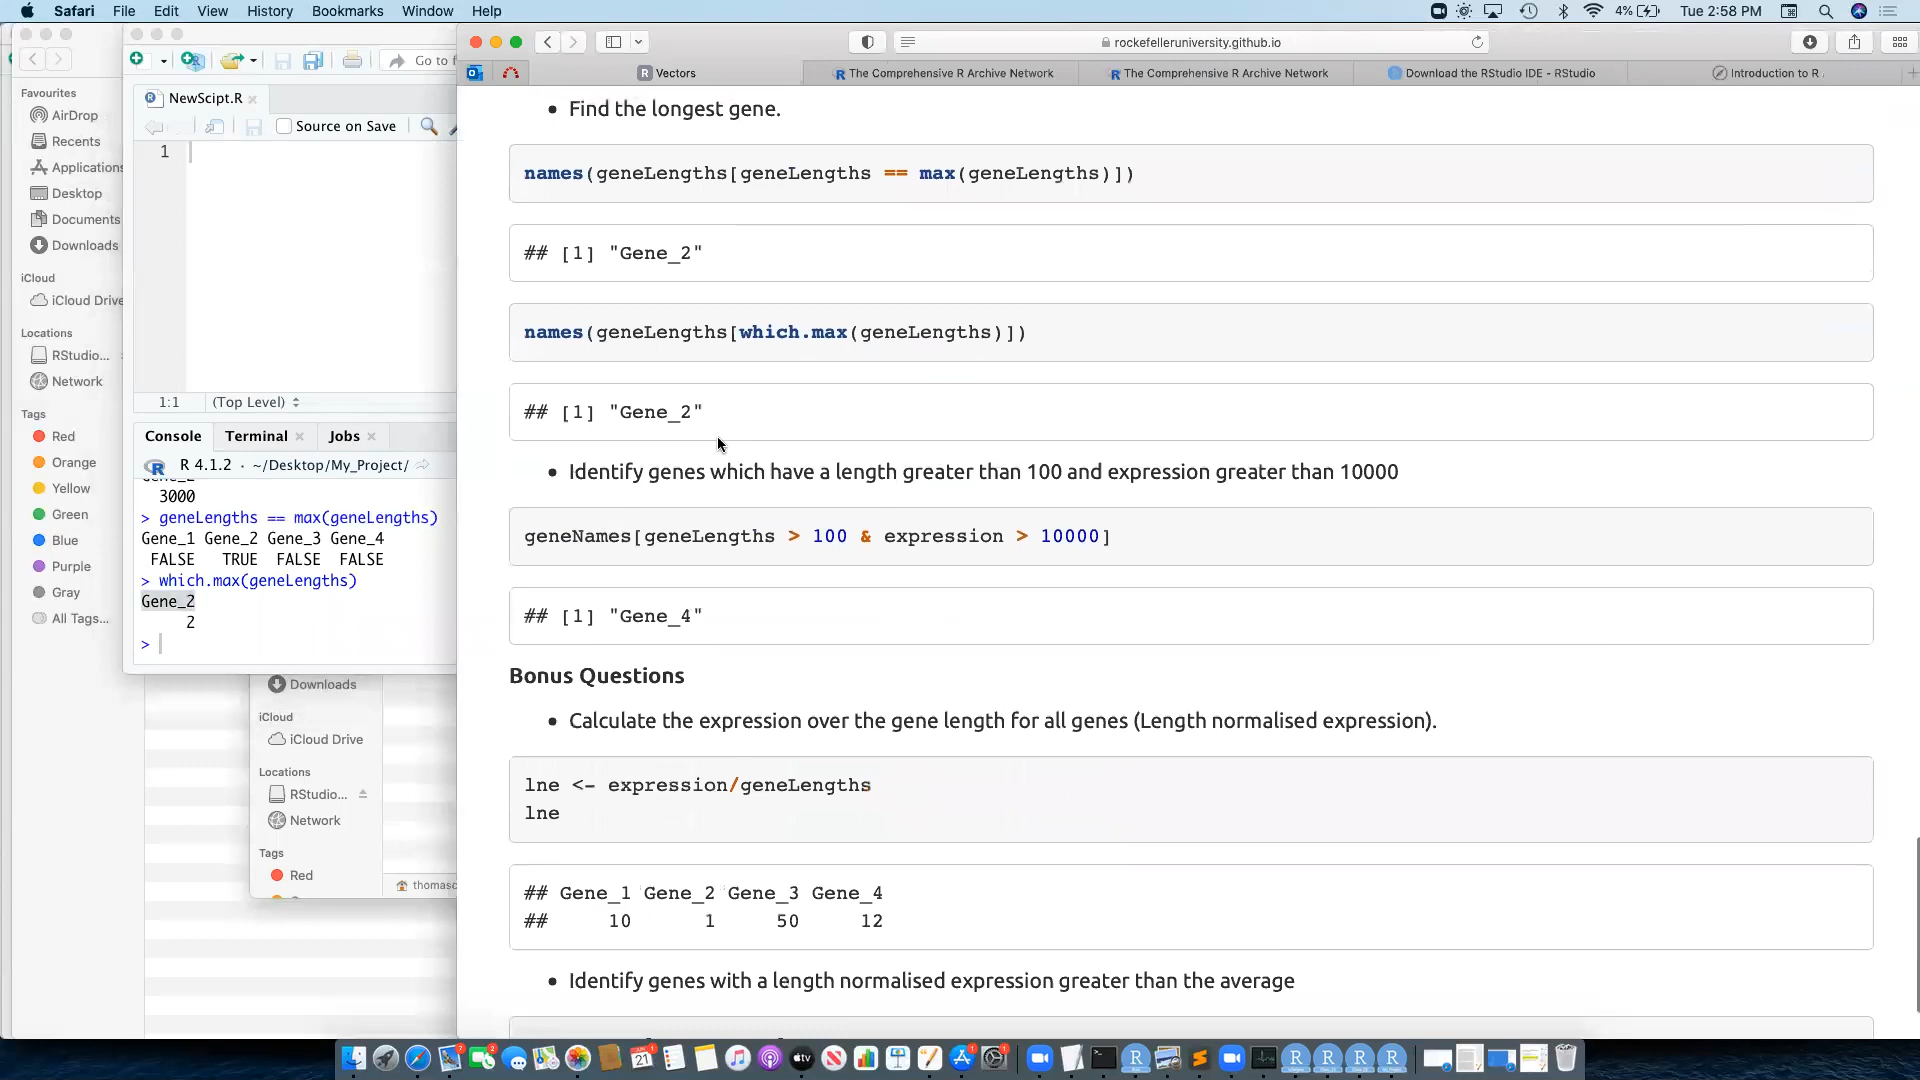 Safari File Edit View History Bookmarks Window Help
4% Tue 2:58 PM
Favourites
AirDrop
Recents
Applications
Desktop
Documents
Downloads
iCloud
iCloud Drive
Locations
RStudio...
Network
Tags
Red
Orange
Yellow
Green
Blue
Purple
Gray
All Tags...
Go to f
NewScipt.R
Source on Save
1
1:1 (Top Level)
Console Terminal Jobs
R 4.1.2 · ~/Desktop/My_Project/
3000
> geneLengths == max(geneLengths)
Gene_1 Gene_2 Gene_3 Gene_4
FALSE TRUE FALSE FALSE
> which.max(geneLengths)
Gene_2
2
>
Downloads
iCloud
iCloud Drive
Locations
RStudio...
Network
Tags
Red
thomasc
rockefelleruniversity.github.io
Vectors The Comprehensive R Archive Network The Comprehensive R Archive Network Download the RStudio IDE - RStudio Introduction to R
• Find the longest gene.
names(geneLengths[geneLengths == max(geneLengths)])
## [1] "Gene_2"
names(geneLengths[which.max(geneLengths)])
## [1] "Gene_2"
• Identify genes which have a length greater than 100 and expression greater than 10000
geneNames[geneLengths > 100 & expression > 10000]
## [1] "Gene_4"
Bonus Questions
• Calculate the expression over the gene length for all genes (Length normalised expression).
lne <- expression/geneLengths
lne
## Gene_1 Gene_2 Gene_3 Gene_4
## 10 1 50 12
• Identify genes with a length normalised expression greater than the average